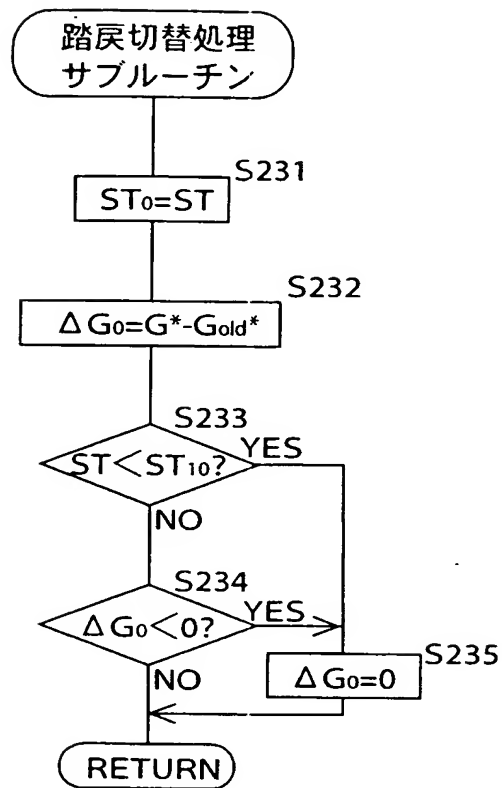 踏戻切替処理
サブルーチン
S231
ST₀=ST
S232
ΔG₀=G*-Gold*
S233
ST<ST₁₀?
YES
NO
S234
ΔG₀<0?
YES
NO
S235
ΔG₀=0
RETURN